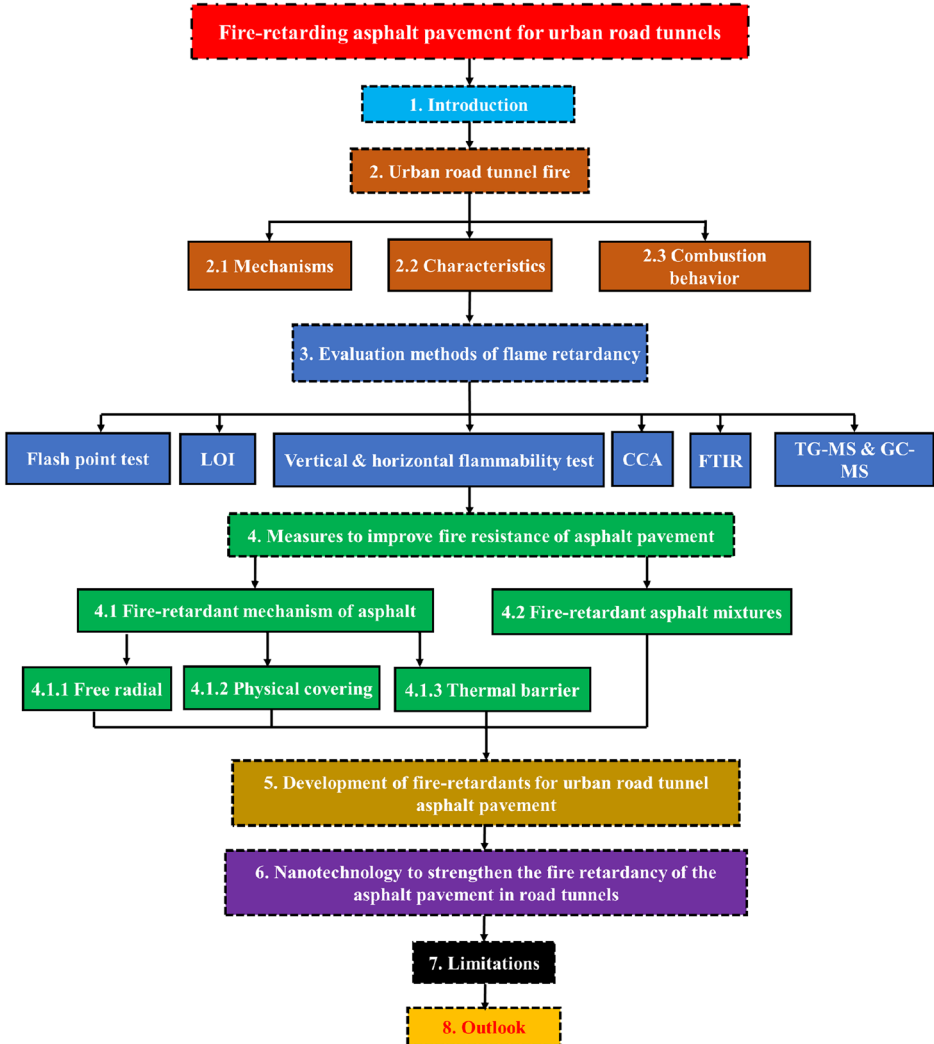 Fire-retarding asphalt pavement for urban road tunnels
1. Introduction
2. Urban road tunnel fire
2.1 Mechanisms
2.2 Characteristics
2.3 Combustion
behavior
3. Evaluation methods of flame retardancy
Flash point test
LOI
Vertical & horizontal flammability test
CCA
FTIR
TG-MS & GC-
MS
4. Measures to improve fire resistance of asphalt pavement
4.1 Fire-retardant mechanism of asphalt
4.2 Fire-retardant asphalt mixtures
4.1.1 Free radial
4.1.2 Physical covering
4.1.3 Thermal barrier
5. Development of fire-retardants for urban road tunnel
asphalt pavement
6. Nanotechnology to strengthen the fire retardancy of the
asphalt pavement in road tunnels
7. Limitations
8. Outlook